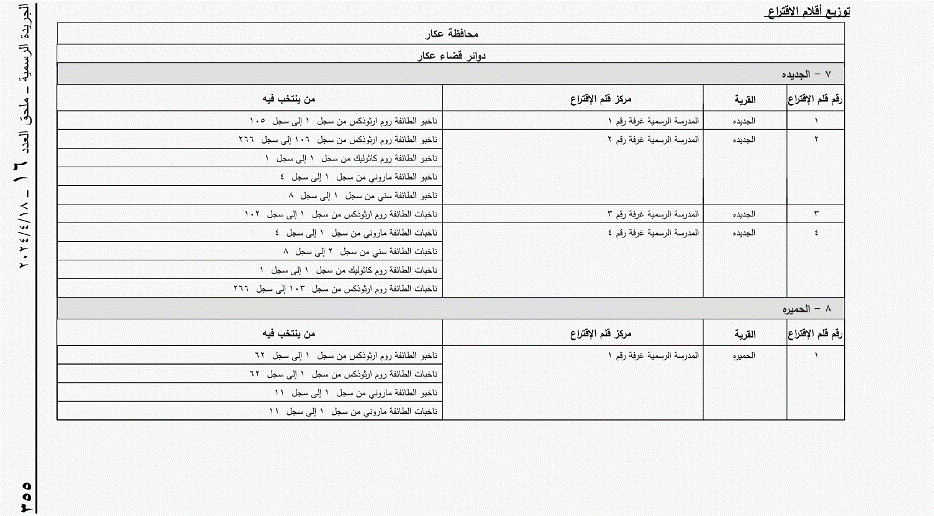 توزيع أقلام الاقتراع
محافظة عكار
دوائر قضاء عكار
٧ - الجديده
رقم قلم الإقتراع القرية مركز قلم الإقتراع من ينتخب فيه
١ الجديده المدرسة الرسمية غرفة رقم ١ ناخبو الطائفة روم ارثوذكس من سجل ١ إلى سجل ١٠٥
٢ الجديده المدرسة الرسمية غرفة رقم ٢ ناخبو الطائفة روم ارثوذكس من سجل ١٠٦ إلى سجل ٢٦٦
ناخبو الطائفة روم كاثوليك من سجل ١ إلى سجل ١
ناخبو الطائفة ماروني من سجل ١ إلى سجل ٤
ناخبو الطائفة سني من سجل ١ إلى سجل ٨
٣ الجديده المدرسة الرسمية غرفة رقم ٣ ناخبات الطائفة روم ارثوذكس من سجل ١ إلى سجل ١٠٢
٤ الجديده المدرسة الرسمية غرفة رقم ٤ ناخبات الطائفة ماروني من سجل ١ إلى سجل ٤
ناخبات الطائفة سني من سجل ٢ إلى سجل ٨
ناخبات الطائفة روم كاثوليك من سجل ١ إلى سجل ١
ناخبات الطائفة روم ارثوذكس من سجل ١٠٣ إلى سجل ٢٦٦
٨ - الحميره
رقم قلم الإقتراع القرية مركز قلم الإقتراع من ينتخب فيه
١ الحميره المدرسة الرسمية غرفة رقم ١ ناخبو الطائفة روم ارثوذكس من سجل ١ إلى سجل ٦٢
ناخبات الطائفة روم ارثوذكس من سجل ١ إلى سجل ٦٢
ناخبو الطائفة ماروني من سجل ١ إلى سجل ١١
ناخبات الطائفة ماروني من سجل ١ إلى سجل ١١
الجريدة الرسمية - ملحق العدد ١٦ - ٢٠٢٤/٤/١٨
٣٥٥